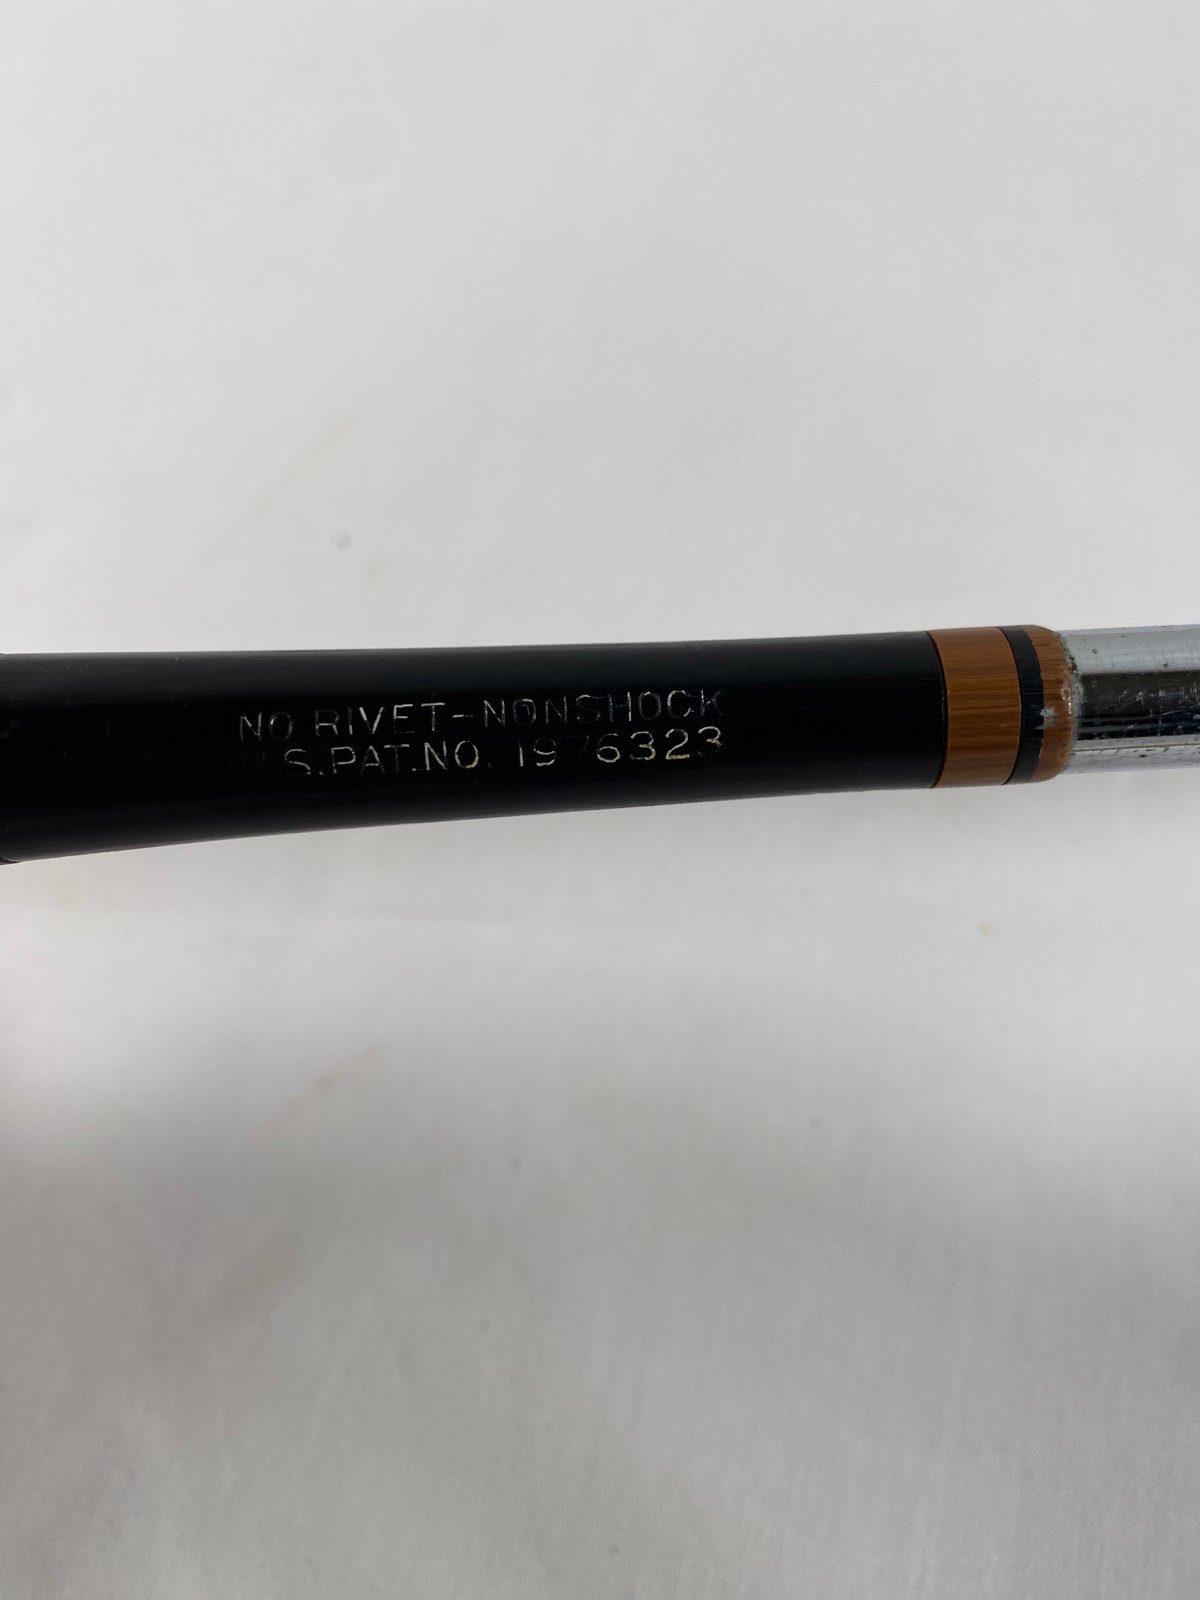 NO RIVET-NONSHOCK
S.PAT.NO. 1976323